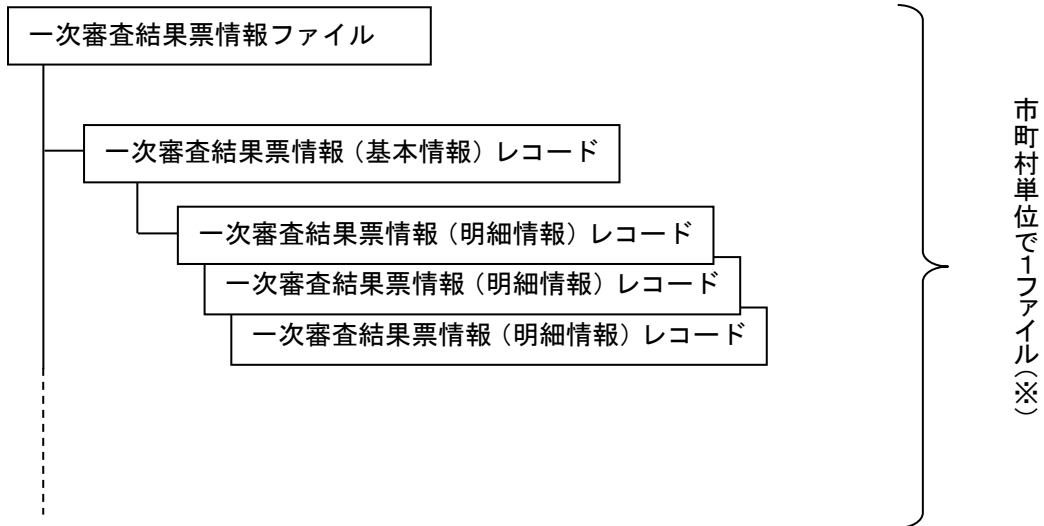 一次審査結果票情報ファイル
一次審査結果票情報（基本情報）レコード
一次審査結果票情報（明細情報）レコード
一次審査結果票情報（明細情報）レコード
一次審査結果票情報（明細情報）レコード
市町村単位で1ファイル（※）